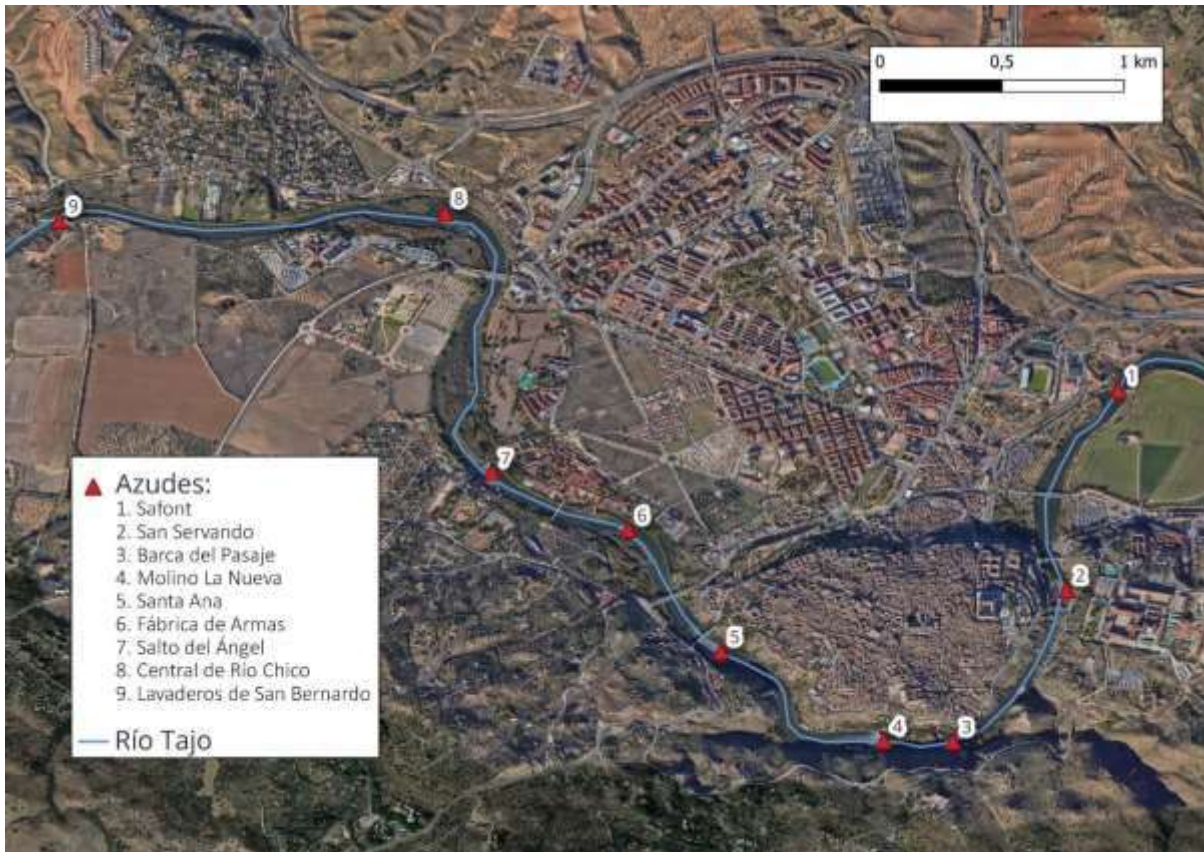 0 0,5 1 km
9
8
1
7
6
2
5
4
3
Azudes:
1. Safont
2. San Servando
3. Barca del Pasaje
4. Molino La Nueva
5. Santa Ana
6. Fábrica de Armas
7. Salto del Ángel
8. Central de Río Chico
9. Lavaderos de San Bernardo
Río Tajo